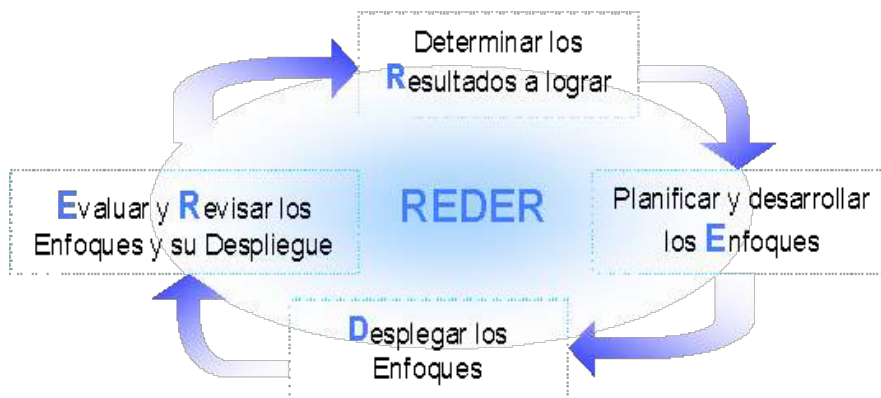 Determinar los
Resultados a lograr
Evaluar y Revisar los
Enfoques y su Despliegue
REDER
Planificar y desarrollar
los Enfoques
Desplegar los
Enfoques